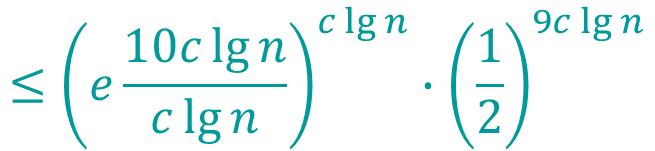 ≤ (e 10c lg n / c lg n)^{c lg n} · (1/2)^{9c lg n}